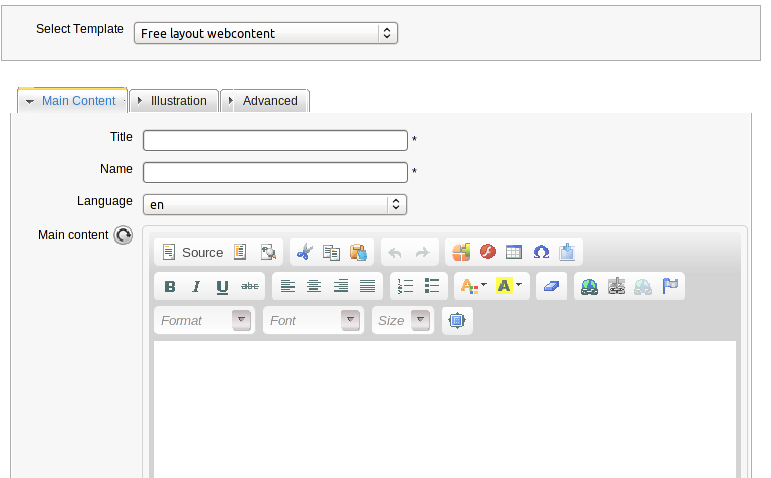 Select Template Free layout webcontent
Main Content Illustration Advanced
Title *
Name *
Language en
Main content
Source
B I U abc
A A
Format Font Size